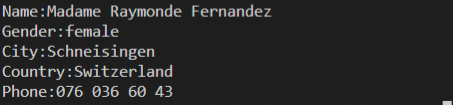 Name:Madame Raymonde Fernandez
Gender:female
City:Schneisingen
Country:Switzerland
Phone:076 036 60 43